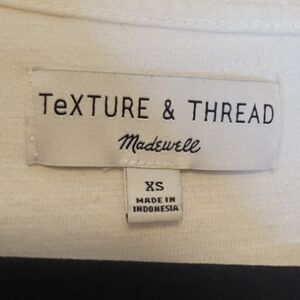 TeXTURE & THREAD
Madewell
XS
MADE IN
INDONESIA